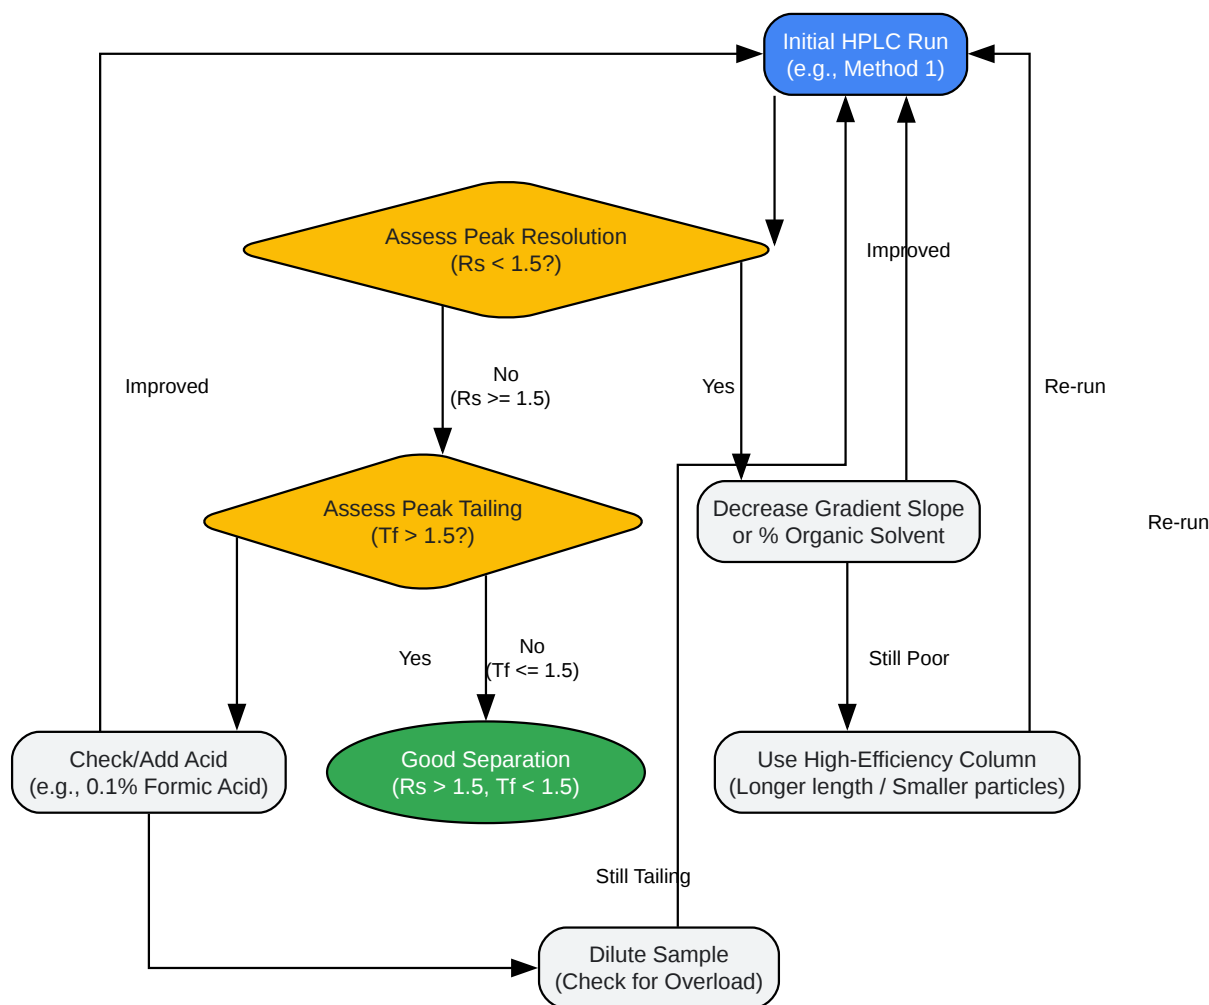 Initial HPLC Run
(e.g., Method 1)
Assess Peak Resolution
(Rs < 1.5?)
Improved
Improved
No
(Rs >= 1.5)
Yes
Re-run
Assess Peak Tailing
(Tf > 1.5?)
Decrease Gradient Slope
or % Organic Solvent
Re-run
Yes
No
(Tf <= 1.5)
Still Poor
Check/Add Acid
(e.g., 0.1% Formic Acid)
Good Separation
(Rs > 1.5, Tf < 1.5)
Use High-Efficiency Column
(Longer length / Smaller particles)
Still Tailing
Dilute Sample
(Check for Overload)